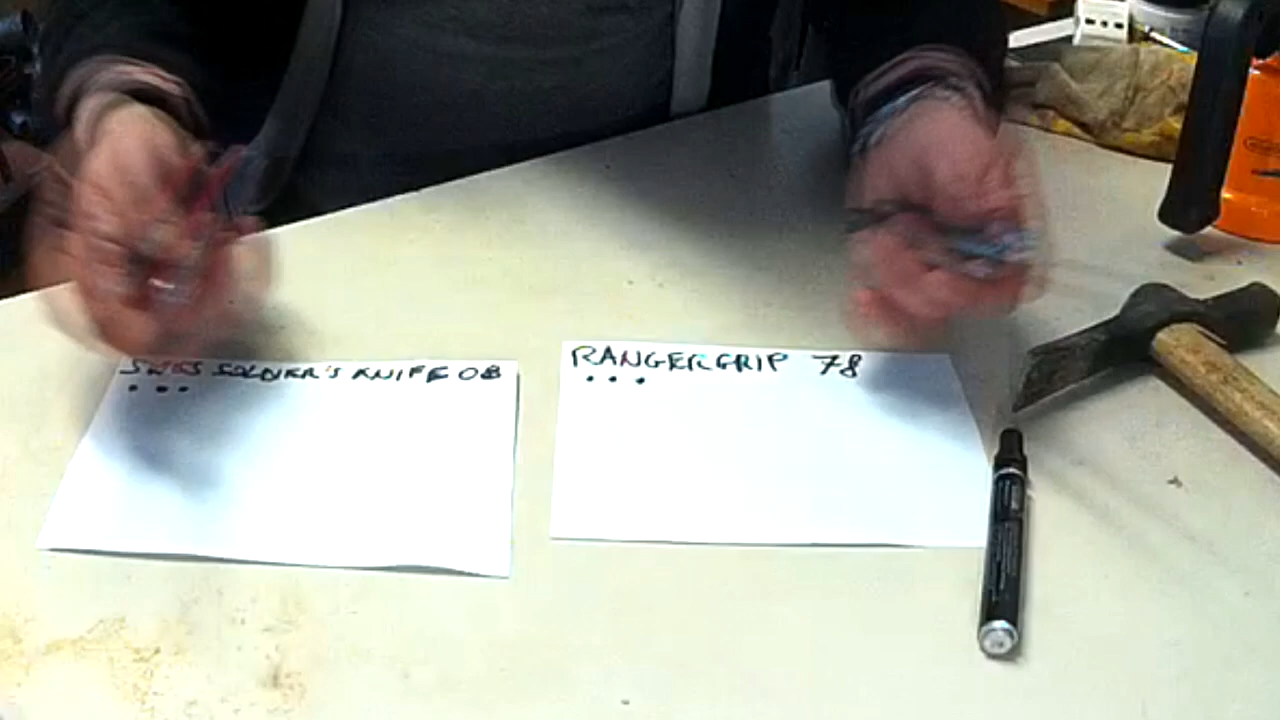 SWISS SOLDIER'S KNIFE 08
• • •
RANGERGRIP 78
• • •